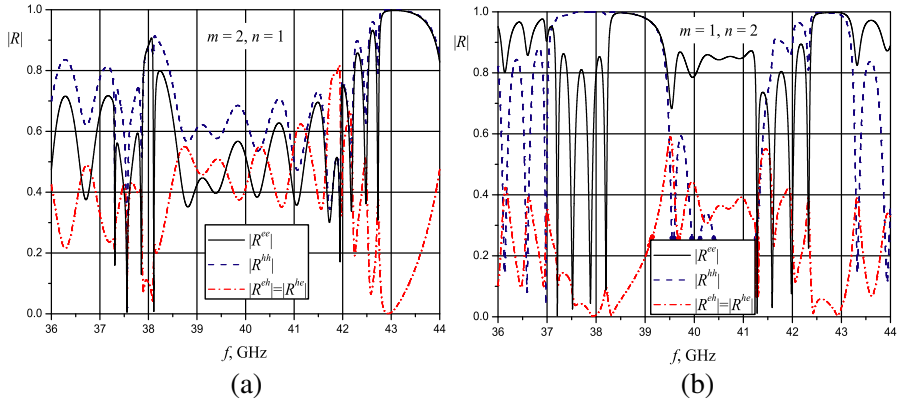 m = 2, n = 1
|R|
1.0
0.8
0.6
0.4
0.2
0.0
|R^ee|
|R^hh|
|R^eh|=|R^he|
36 37 38 39 40 41 42 43 44
f, GHz
(a)
m = 1, n = 2
|R|
1.0
0.8
0.6
0.4
0.2
0.0
|R^ee|
|R^hh|
|R^eh|=|R^he|
36 37 38 39 40 41 42 43 44
f, GHz
(b)